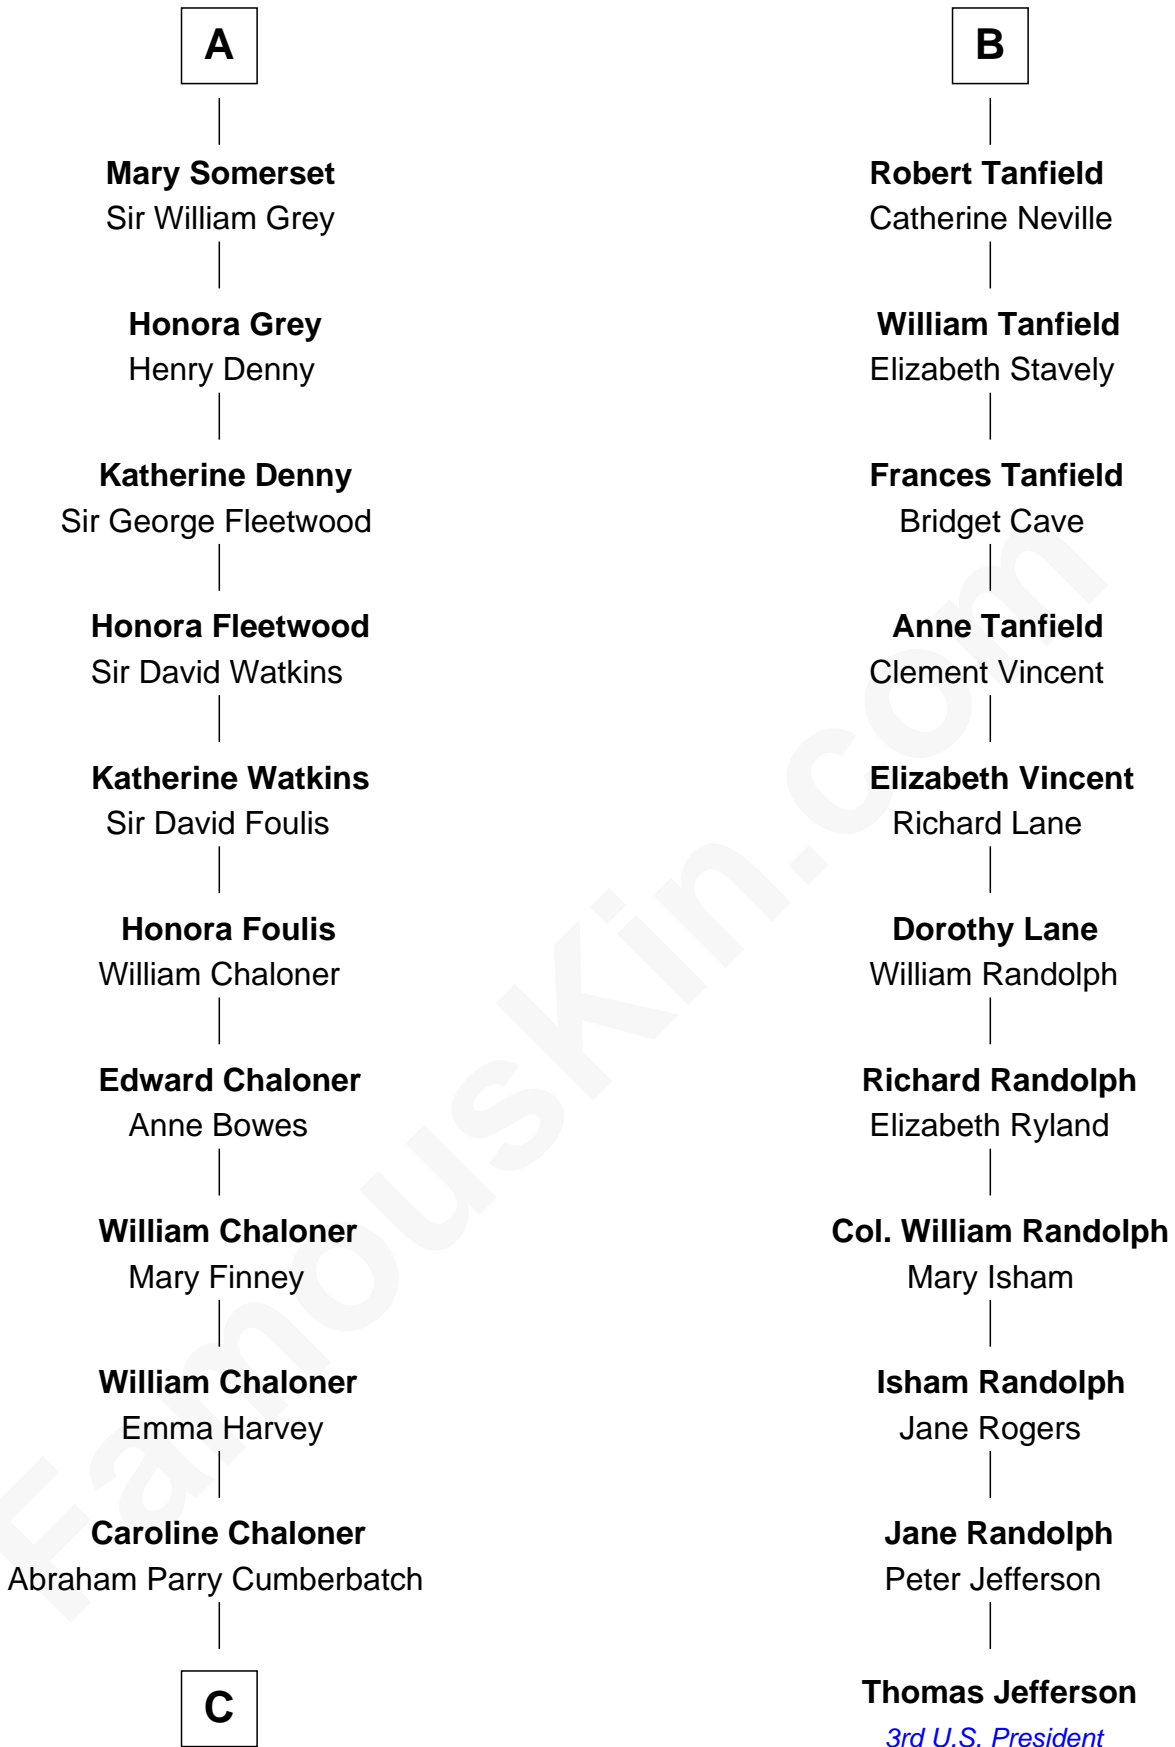 A
Mary Somerset
Sir William Grey
Honora Grey
Henry Denny
Katherine Denny
Sir George Fleetwood
Honora Fleetwood
Sir David Watkins
Katherine Watkins
Sir David Foulis
Honora Foulis
William Chaloner
Edward Chaloner
Anne Bowes
William Chaloner
Mary Finney
William Chaloner
Emma Harvey
Caroline Chaloner
Abraham Parry Cumberbatch
C
B
Robert Tanfield
Catherine Neville
William Tanfield
Elizabeth Stavely
Frances Tanfield
Bridget Cave
Anne Tanfield
Clement Vincent
Elizabeth Vincent
Richard Lane
Dorothy Lane
William Randolph
Richard Randolph
Elizabeth Ryland
Col. William Randolph
Mary Isham
Isham Randolph
Jane Rogers
Jane Randolph
Peter Jefferson
Thomas Jefferson
3rd U.S. President
FamousKin.com